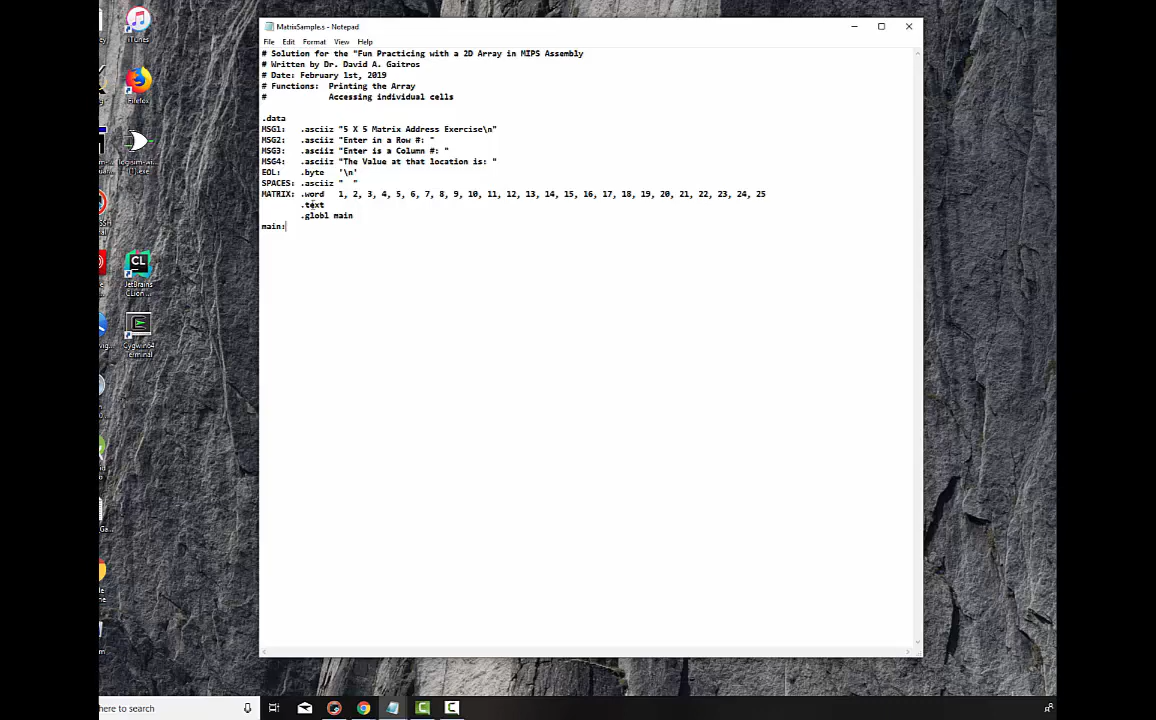 iTunes
MatrixSample.s - Notepad
File Edit Format View Help
# Solution for the "Fun Practicing with a 2D Array in MIPS Assembly
# Written by Dr. David A. Gaitros
# Date: February 1st, 2019
# Functions: Printing the Array
# Accessing individual cells
.data
MSG1: .asciiz "5 X 5 Matrix Address Exercise\n"
MSG2: .asciiz "Enter in a Row #: "
MSG3: .asciiz "Enter is a Column #: "
MSG4: .asciiz "The Value at that location is: "
EOL: .byte '\n'
SPACES: .asciiz "  "
MATRIX: .word 1, 2, 3, 4, 5, 6, 7, 8, 9, 10, 11, 12, 13, 14, 15, 16, 17, 18, 19, 20, 21, 22, 23, 24, 25
.text
.globl main
main:
Firefox
logisim-wi...
().exe
CL
JetBrains
CLion ...
Cygwin64
Terminal
here to search